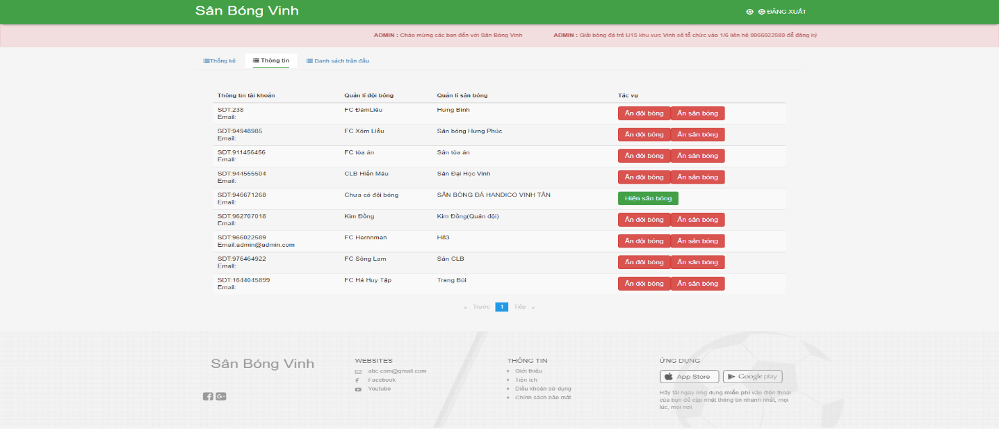 Sân Bóng Vinh
ĐĂNG XUẤT
ADMIN : Chào mừng các bạn đến với Sân Bóng Vinh ADMIN : Giải bóng đá trẻ U15 khu vực Vinh sẽ tổ chức vào 1/6 liên hệ 0966022589 để đăng ký
Thống kê Thông tin Danh sách trận đấu
Thông tin tài khoản Quản lí đội bóng Quản lí sân bóng Tác vụ
SDT:238 FC ĐámLiêu Hưng Bình Ẩn đội bóng Ẩn sân bóng
Email:
SDT:94948985 FC Xóm Liễu Sân bóng Hưng Phúc Ẩn đội bóng Ẩn sân bóng
Email:
SDT:911456456 FC tòa án Sân tòa án Ẩn đội bóng Ẩn sân bóng
Email:
SDT:944555504 CLB Hiến Máu Sân Đại Học Vinh Ẩn đội bóng Ẩn sân bóng
Email:
SDT:946671268 Chưa có đội bóng SÂN BÓNG ĐÁ HANDICO VINH TÂN Hiện sân bóng
Email:
SDT:962707018 Kim Đồng Kim Đồng(Quân đội) Ẩn đội bóng Ẩn sân bóng
Email:
SDT:966022589 FC Hernnman H83 Ẩn đội bóng Ẩn sân bóng
Email:admin@admin.com
SDT:976464922 FC Sông Lam Sân CLB Ẩn đội bóng Ẩn sân bóng
Email:
SDT:1644045899 FC Hà Huy Tập Trang Bùi Ẩn đội bóng Ẩn sân bóng
Email:
« Trước 1 Tiếp »
Sân Bóng Vinh
WEBSITES
abc.com@gmail.com
Facebook
Youtube
THÔNG TIN
Giới thiệu
Tiện ích
Điều khoản sử dụng
Chính sách bảo mật
ỨNG DỤNG
App Store Google play
Hãy tải ngay ứng dụng miễn phí vào điện thoại
của bạn để cập nhật thông tin nhanh nhất, mọi
lúc, mọi nơi.